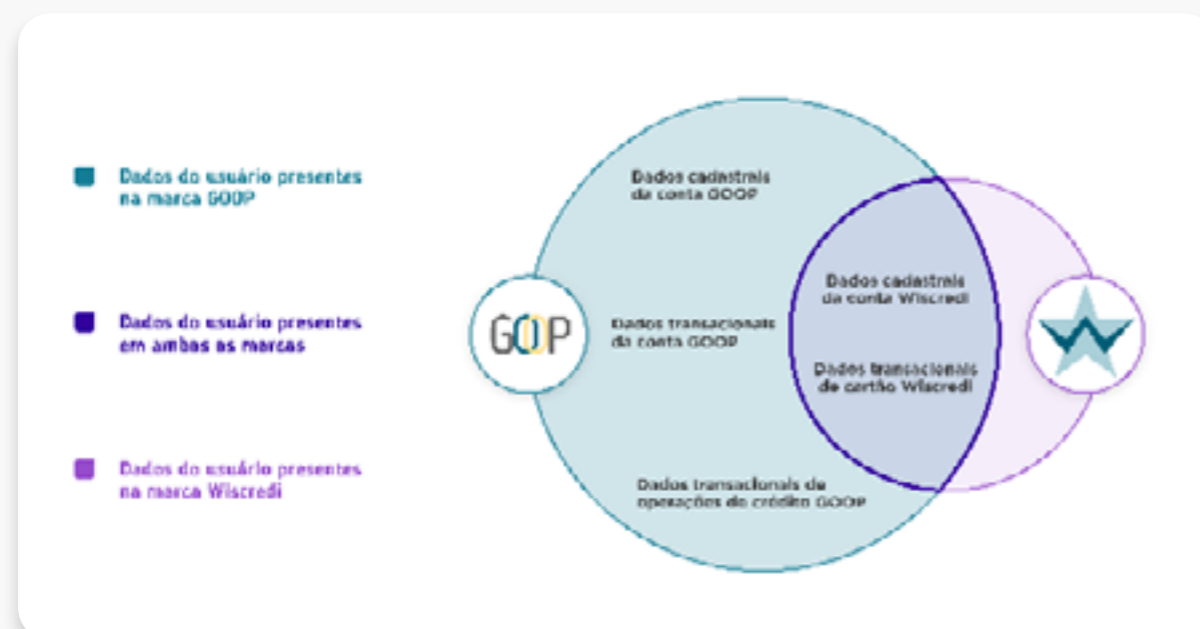 Dados do usuário presentes
na marca GOOP
Dados do usuário presentes
em ambas as marcas
Dados do usuário presentes
na marca Wiscredi
Dados cadastrais
da conta GOOP
Dados transacionais
da conta GOOP
Dados transacionais de
operações de crédito GOOP
Dados cadastrais
da conta Wiscredi
Dados transacionais
de cartão Wiscredi
GOOP